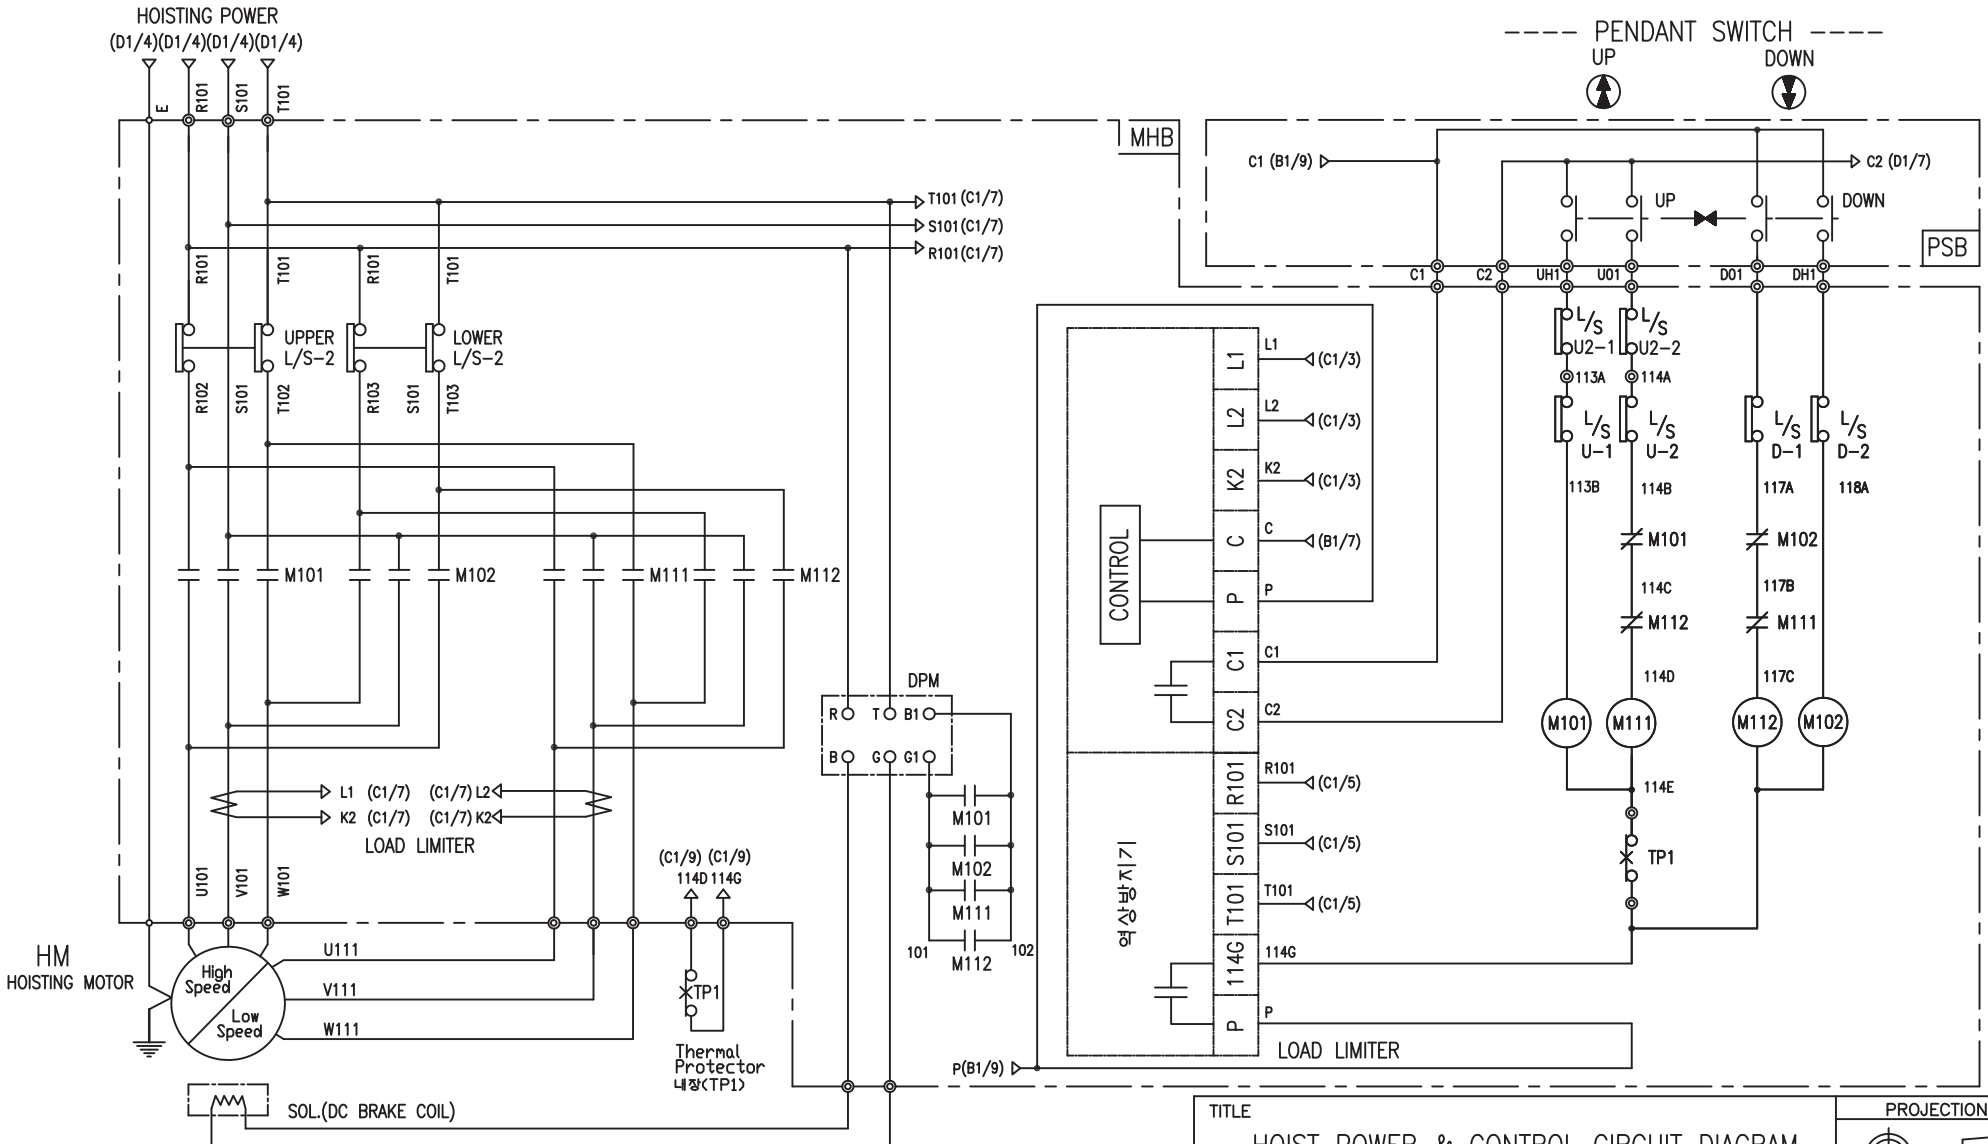 HOISTING POWER
(D1/4)(D1/4)(D1/4)(D1/4)
E
R101
S101
T101
MHB
T101 (C1/7)
S101 (C1/7)
R101 (C1/7)
R101
T101
R101
T101
UPPER
L/S-2
LOWER
L/S-2
R102
S101
T102
R103
S101
T103
M101
M102
M111
M112
L1 (C1/7)
(C1/7) L2
K2 (C1/7)
(C1/7) K2
LOAD LIMITER
U101
V101
W101
(C1/9) (C1/9)
114D 114G
HM
HOISTING MOTOR
High
Speed
Low
Speed
U111
V111
W111
TP1
Thermal
Protector
내장(TP1)
SOL.(DC BRAKE COIL)
DPM
R
T
B1
B
G
G1
M101
M102
M111
M112
101
102
PENDANT SWITCH
UP
DOWN
C1 (B1/9)
C2 (D1/7)
UP
DOWN
PSB
C1
C2
UH1
U01
D01
DH1
L/S
U2-1
L/S
U2-2
113A
114A
L/S
U-1
L/S
U-2
L/S
D-1
L/S
D-2
113B
114B
117A
118A
M101
M102
114C
117B
M112
M111
114D
117C
M101
M111
M112
M102
114E
TP1
CONTROL
L1
L1
(C1/3)
L2
L2
(C1/3)
K2
K2
(C1/3)
C
C
(B1/7)
P
P
C1
C1
C2
C2
역상방지기
R101
R101
(C1/5)
S101
S101
(C1/5)
T101
T101
(C1/5)
114G
114G
P
P
LOAD LIMITER
P(B1/9)
TITLE
HOIST POWER & CONTROL CIRCUIT DIAGRAM
PROJECTION